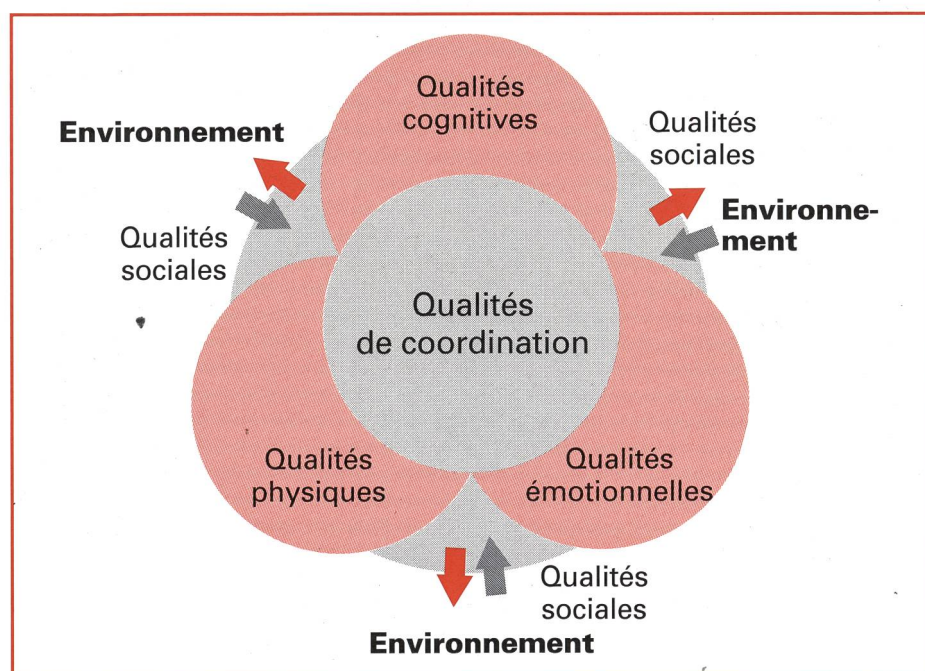 Qualités
cognitives
Environnement
Qualités
sociales
Environne-
ment
Qualités
sociales
Qualités
de coordination
Qualités
physiques
Qualités
émotionnelles
Qualités
sociales
Environnement